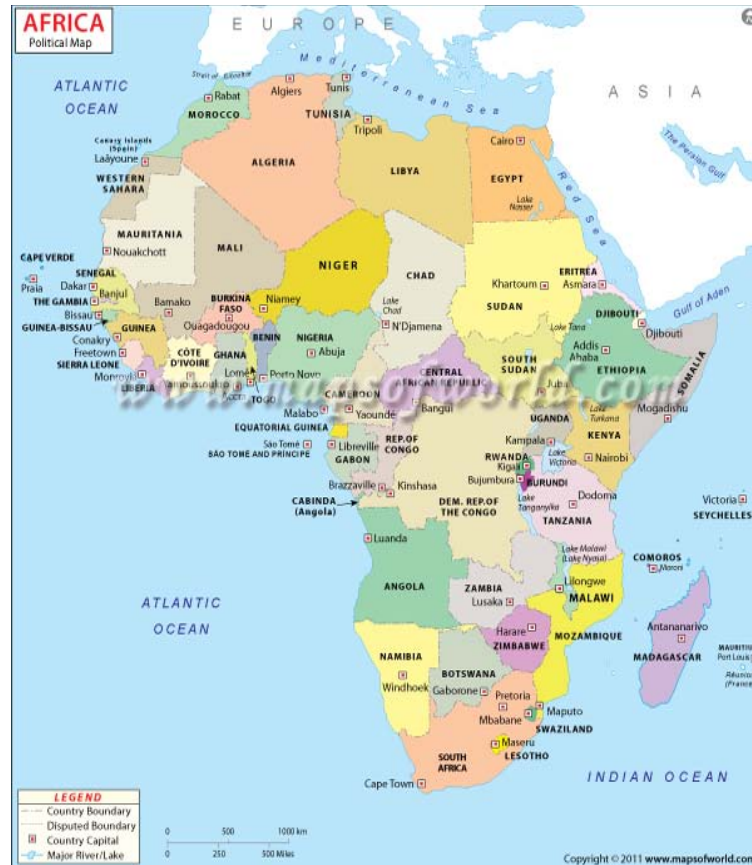 AFRICA
Political Map
EUROPE
ASIA
ATLANTIC
OCEAN
Mediterranean Sea
Strait of Gibraltar
Algiers
Tunis
Rabat
TUNISIA
MOROCCO
Tripoli
Cairo
The Persian Gulf
Canary Islands
(Spain)
Laâyoune
ALGERIA
LIBYA
EGYPT
WESTERN
SAHARA
Lake
Nasser
Red Sea
MAURITANIA
Nouakchott
MALI
NIGER
CHAD
CAPE VERDE
Praia
SENEGAL
Dakar
Banjul
THE GAMBIA
Bissau
GUINEA-BISSAU
Bamako
BURKINA
FASO
Ouagadougou
Niamey
Lake
Chad
N'Djamena
Khartoum
SUDAN
ERITREA
Asmara
Gulf of Aden
DJIBOUTI
Djibouti
Lake Tana
GUINEA
Conakry
Freetown
SIERRA LEONE
Monrovia
LIBERIA
CÔTE
D'IVOIRE
Yamoussoukro
GHANA
Accra
BENIN
Lomé
TOGO
Porto Novo
NIGERIA
Abuja
CENTRAL
AFRICAN REPUBLIC
Bangui
SOUTH
SUDAN
Juba
Addis
Ahaba
ETHIOPIA
SOMALIA
www.mapsofworld.com
CAMEROON
Malabo
Yaoundé
EQUATORIAL GUINEA
São Tomé
SÃO TOMÉ AND PRÍNCIPE
Libreville
GABON
REP.OF
CONGO
Brazzaville
Kinshasa
CABINDA
(Angola)
DEM. REP.OF
THE CONGO
UGANDA
Kampala
Lake
Turkana
KENYA
Nairobi
Mogadishu
RWANDA
Kigali
Lake
Victoria
Bujumbura
BURUNDI
Lake
Tanganyika
Dodoma
TANZANIA
Victoria
SEYCHELLES
Luanda
ANGOLA
ZAMBIA
Lusaka
Lake Malawi
(Lake Nyasa)
Lilongwe
MALAWI
COMOROS
Moroni
ATLANTIC
OCEAN
Harare
ZIMBABWE
MOZAMBIQUE
Antananarivo
MADAGASCAR
MAURITIU
Port Louis
Réunion
(France
NAMIBIA
Windhoek
BOTSWANA
Gaborone
Pretoria
Mbabane
Maputo
SWAZILAND
Maseru
LESOTHO
SOUTH
AFRICA
Cape Town
INDIAN OCEAN
LEGEND
Country Boundary
Disputed Boundary
Country Capital
Major River/Lake
0 500 1000 km
0 250 500 Miles
Copyright © 2011 www.mapsofworld.com